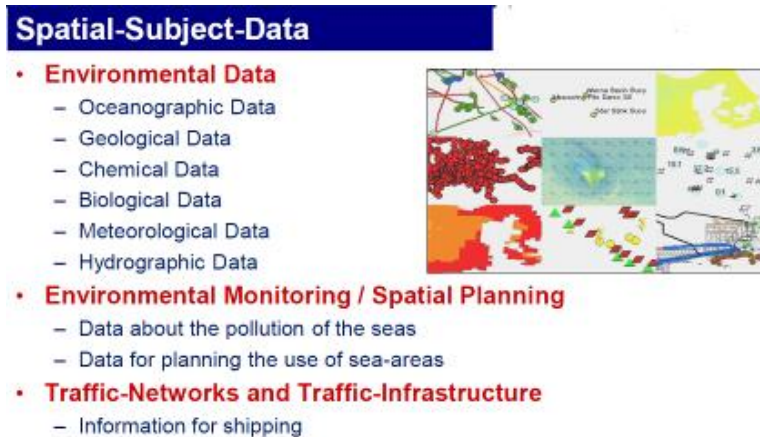 Spatial-Subject-Data
• Environmental Data
– Oceanographic Data
– Geological Data
– Chemical Data
– Biological Data
– Meteorological Data
– Hydrographic Data
• Environmental Monitoring / Spatial Planning
– Data about the pollution of the seas
– Data for planning the use of sea-areas
• Traffic-Networks and Traffic-Infrastructure
– Information for shipping